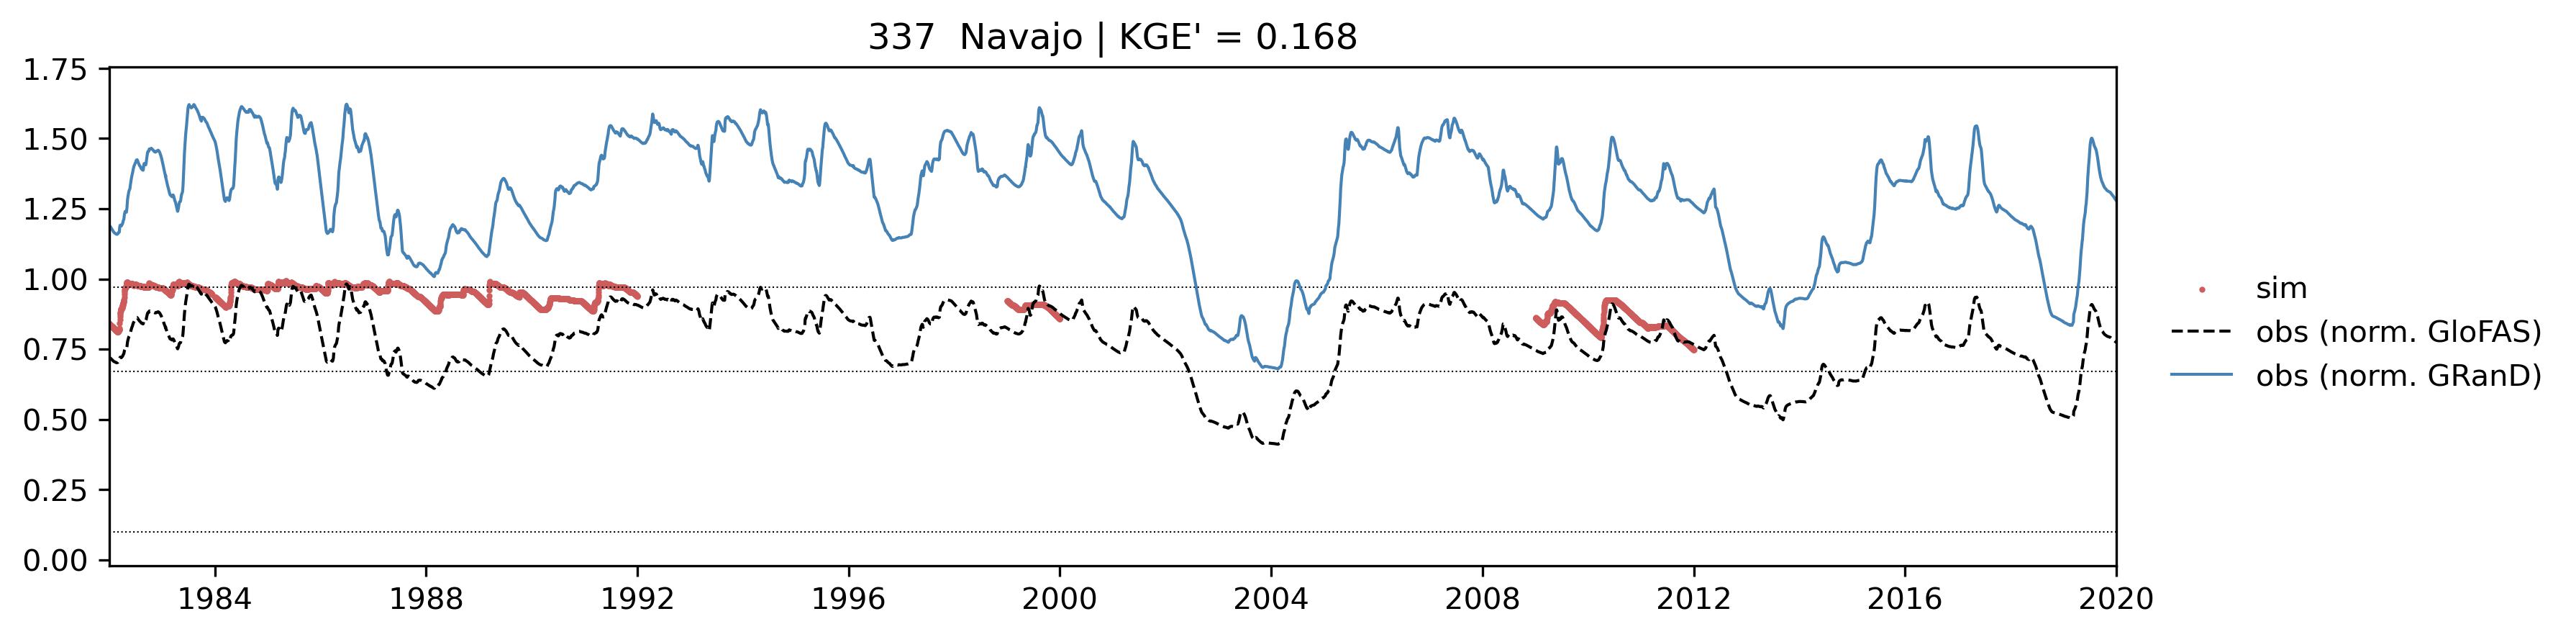 337  Navajo | KGE' = 0.168
1.75
1.50
1.25
1.00
0.75
0.50
0.25
0.00
1984 1988 1992 1996 2000 2004 2008 2012 2016 2020
sim
obs (norm. GloFAS)
obs (norm. GRanD)